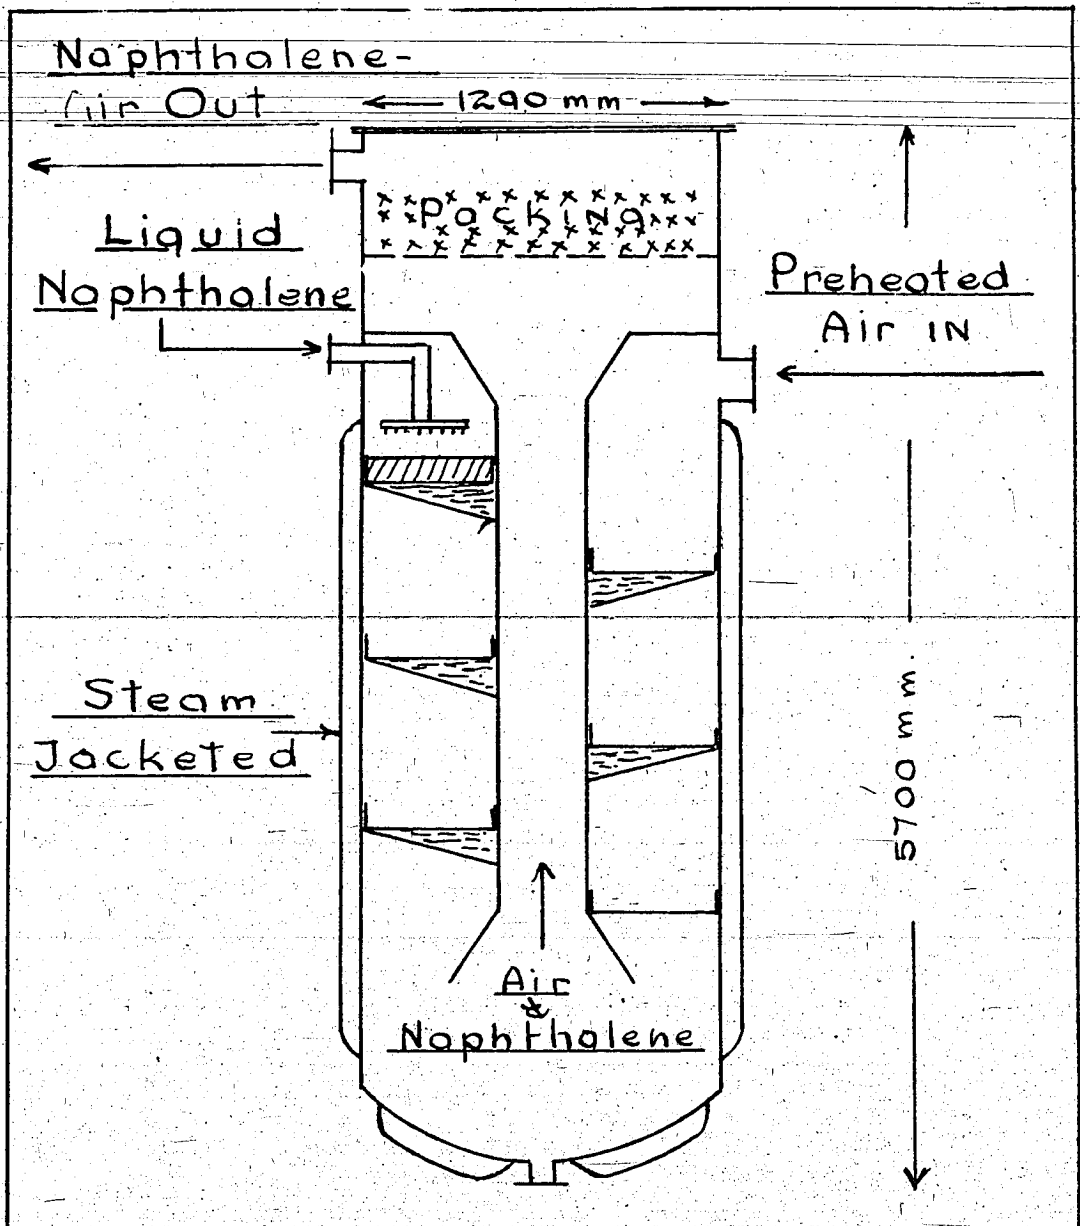 Naphthalene-
Air Out
1290 mm
Packing
Liquid
Naphthalene
Preheated
Air IN
Steam
Jacketed
5700 mm.
Air
&
Naphthalene